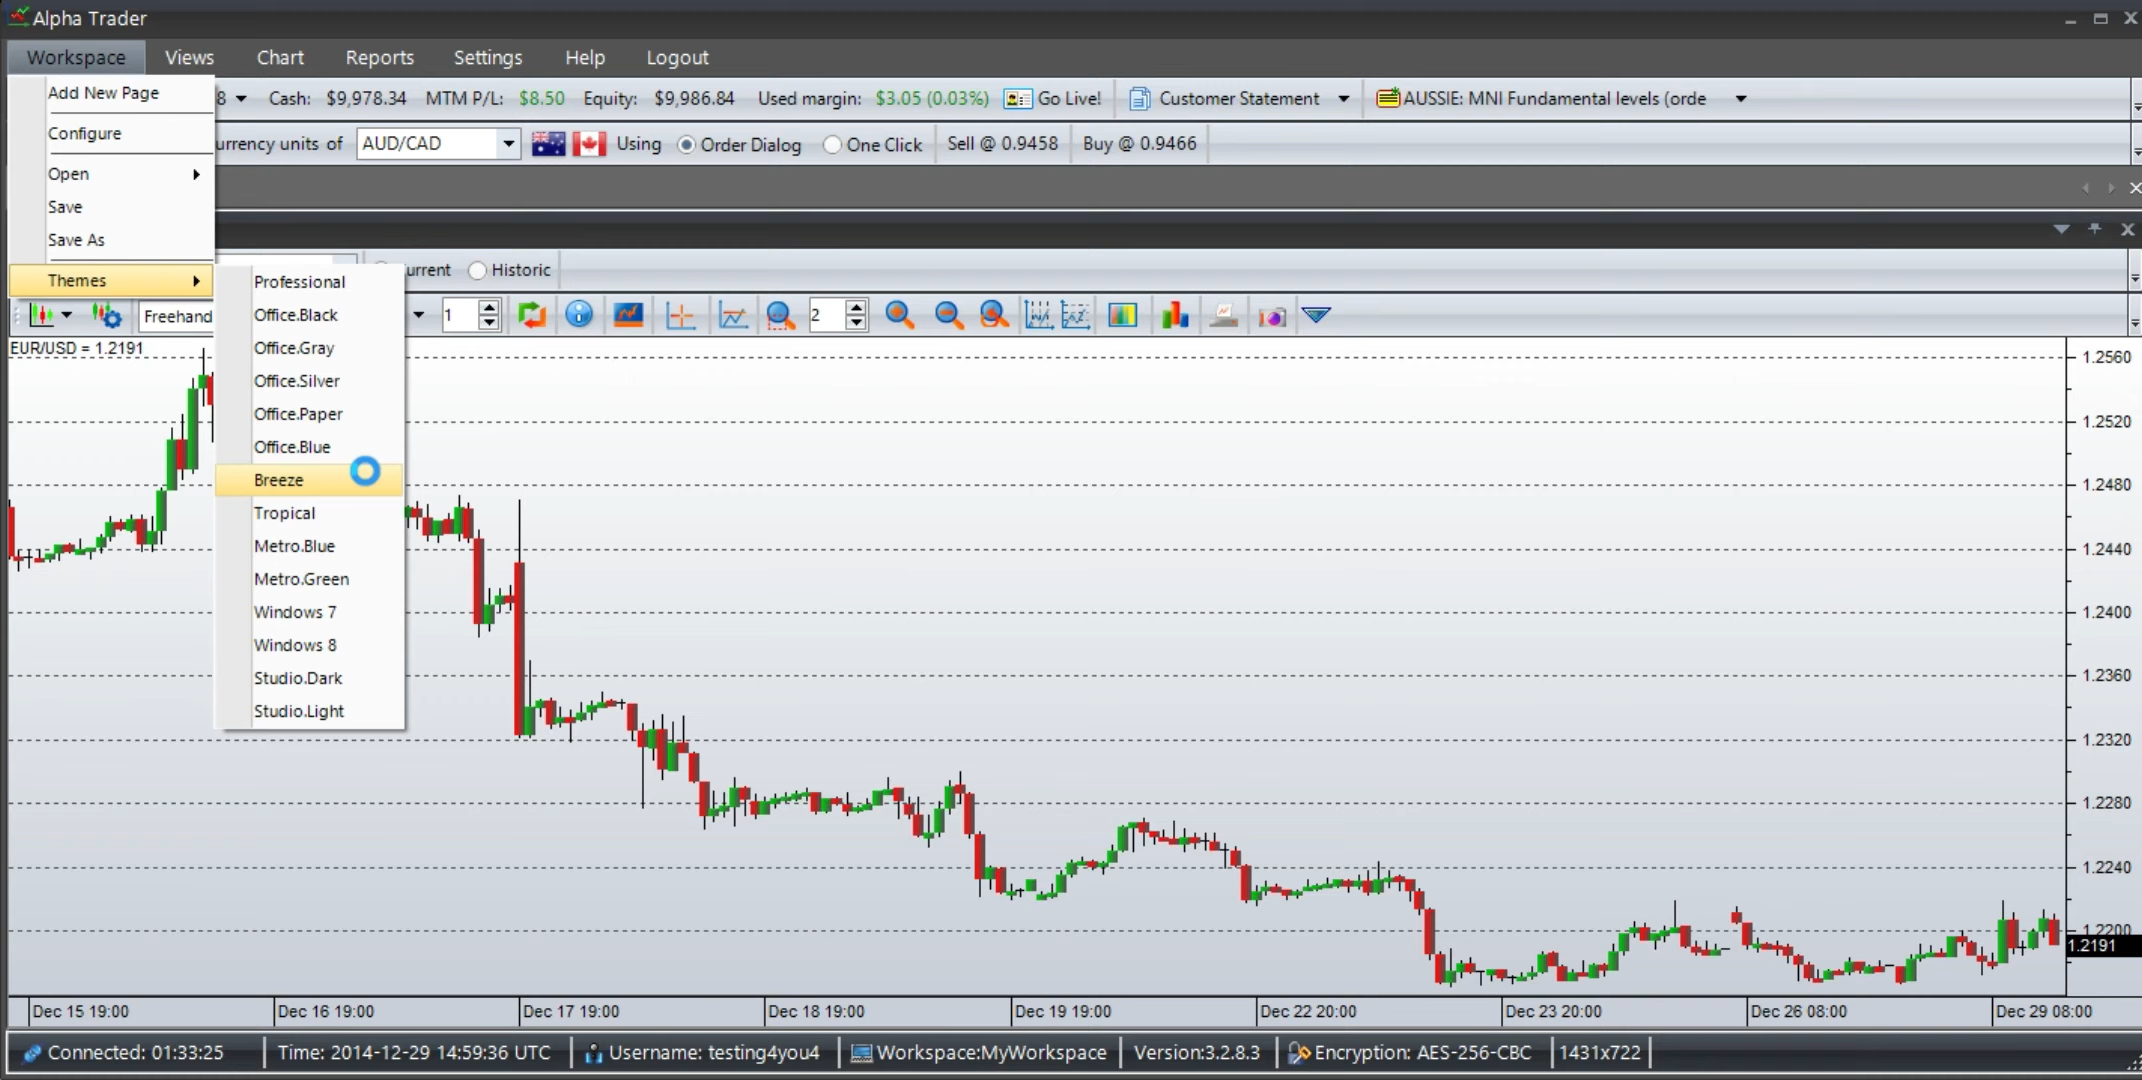 Alpha Trader
Workspace Views Chart Reports Settings Help Logout
Add New Page
Configure
Open
Save
Save As
Themes
8 Cash: $9,978.34 MTM P/L: $8.50 Equity: $9,986.84 Used margin: $3.05 (0.03%) Go Live! Customer Statement AUSSIE: MNI Fundamental levels (orde
urrency units of AUD/CAD Using Order Dialog One Click Sell @ 0.9458 Buy @ 0.9466
urrent Historic
Freehand 1 2
Professional
Office.Black
Office.Gray
Office.Silver
Office.Paper
Office.Blue
Breeze
Tropical
Metro.Blue
Metro.Green
Windows 7
Windows 8
Studio.Dark
Studio.Light
EUR/USD = 1.2191
1.2560
1.2520
1.2480
1.2440
1.2400
1.2360
1.2320
1.2280
1.2240
1.2200
1.2191
Dec 15 19:00 Dec 16 19:00 Dec 17 19:00 Dec 18 19:00 Dec 19 19:00 Dec 22 20:00 Dec 23 20:00 Dec 26 08:00 Dec 29 08:00
Connected: 01:33:25 Time: 2014-12-29 14:59:36 UTC Username: testing4you4 Workspace:MyWorkspace Version:3.2.8.3 Encryption: AES-256-CBC 1431x722